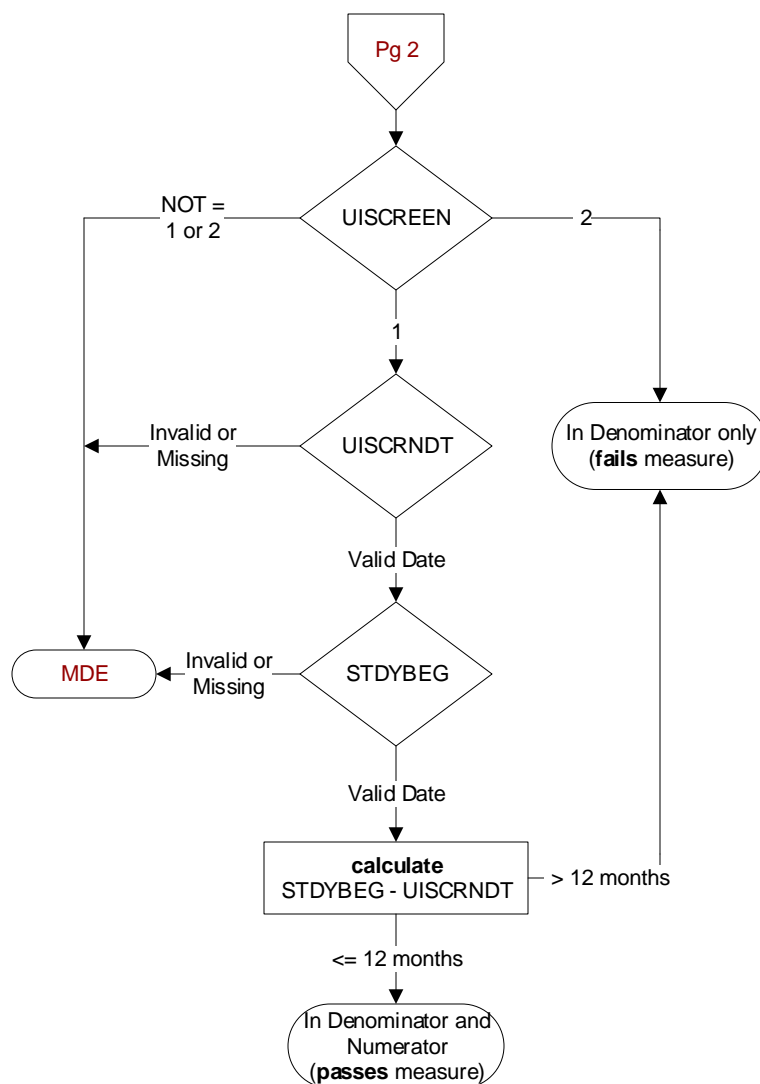 Pg 2
UISCREEN
NOT =
1 or 2
2
1
UISCRNDT
Invalid or
Missing
In Denominator only
(fails measure)
Valid Date
STDYBEG
Invalid or
Missing
MDE
Valid Date
calculate
STDYBEG - UISCRNDT
> 12 months
<= 12 months
In Denominator and
Numerator
(passes measure)